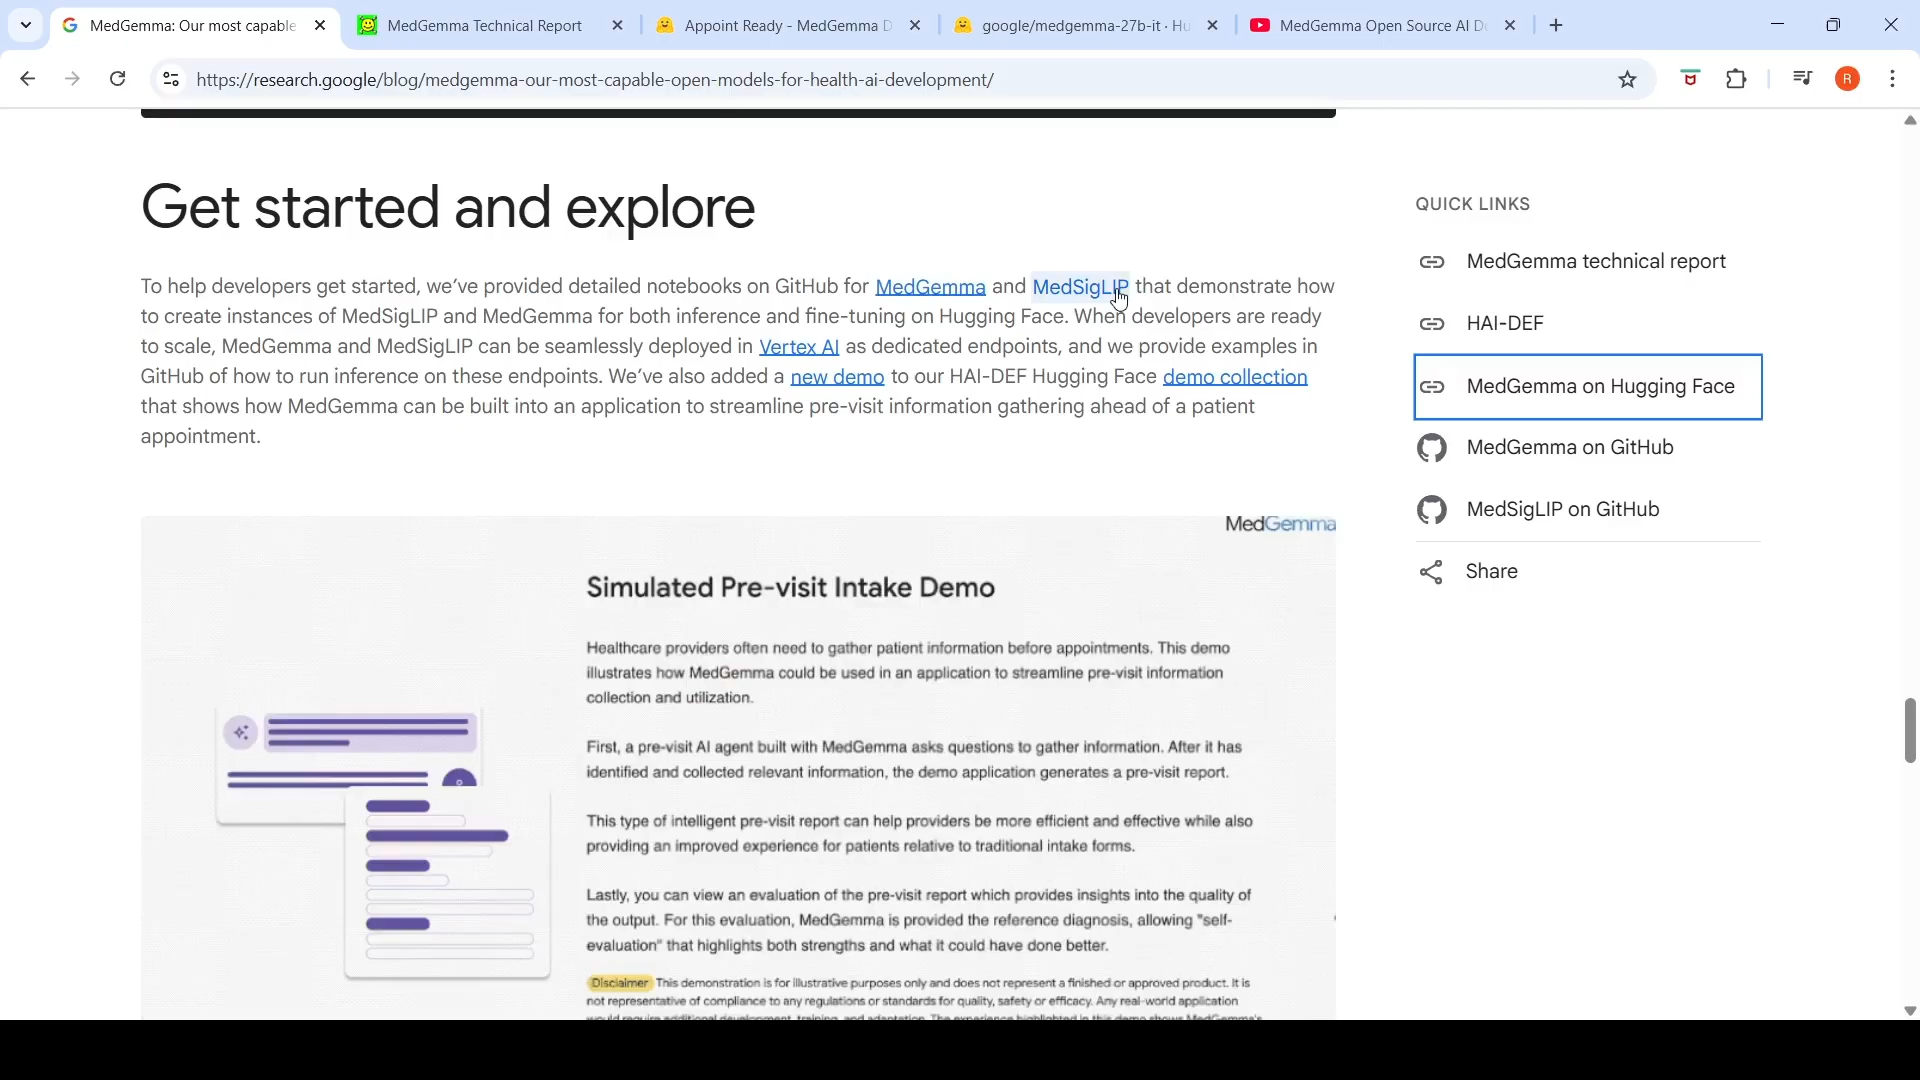 MedGemma: Our most capable
MedGemma Technical Report
Appoint Ready - MedGemma D
google/medgemma-27b-it · Hu
MedGemma Open Source AI De
https://research.google/blog/medgemma-our-most-capable-open-models-for-health-ai-development/
R
Get started and explore
To help developers get started, we’ve provided detailed notebooks on GitHub for MedGemma and MedSigLIP that demonstrate how
to create instances of MedSigLIP and MedGemma for both inference and fine-tuning on Hugging Face. When developers are ready
to scale, MedGemma and MedSigLIP can be seamlessly deployed in Vertex AI as dedicated endpoints, and we provide examples in
GitHub of how to run inference on these endpoints. We’ve also added a new demo to our HAI-DEF Hugging Face demo collection
that shows how MedGemma can be built into an application to streamline pre-visit information gathering ahead of a patient
appointment.
QUICK LINKS
MedGemma technical report
HAI-DEF
MedGemma on Hugging Face
MedGemma on GitHub
MedSigLIP on GitHub
Share
MedGemma
Simulated Pre-visit Intake Demo
Healthcare providers often need to gather patient information before appointments. This demo
illustrates how MedGemma could be used in an application to streamline pre-visit information
collection and utilization.
First, a pre-visit AI agent built with MedGemma asks questions to gather information. After it has
identified and collected relevant information, the demo application generates a pre-visit report.
This type of intelligent pre-visit report can help providers be more efficient and effective while also
providing an improved experience for patients relative to traditional intake forms.
Lastly, you can view an evaluation of the pre-visit report which provides insights into the quality of
the output. For this evaluation, MedGemma is provided the reference diagnosis, allowing "self-
evaluation" that highlights both strengths and what it could have done better.
Disclaimer This demonstration is for illustrative purposes only and does not represent a finished or approved product. It is
not representative of compliance to any regulations or standards for quality, safety or efficacy. Any real-world application
would require additional development, training, and adaptation. The experience highlighted in this demo shows MedGemma's